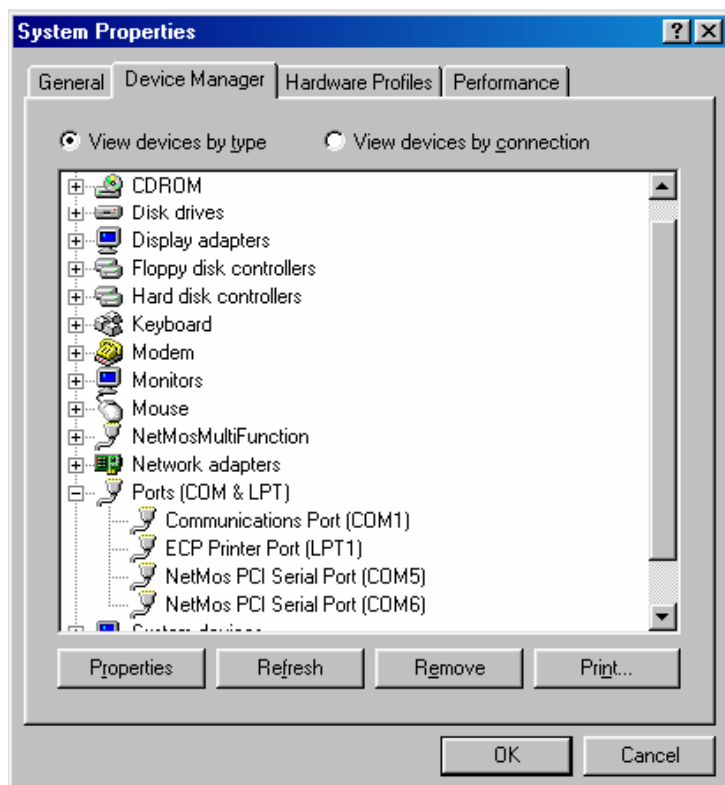 System Properties
General Device Manager Hardware Profiles Performance
View devices by type View devices by connection
CDROM
Disk drives
Display adapters
Floppy disk controllers
Hard disk controllers
Keyboard
Modem
Monitors
Mouse
NetMosMultiFunction
Network adapters
Ports (COM & LPT)
Communications Port (COM1)
ECP Printer Port (LPT1)
NetMos PCI Serial Port (COM5)
NetMos PCI Serial Port (COM6)
System devices
Properties Refresh Remove Print...
OK Cancel